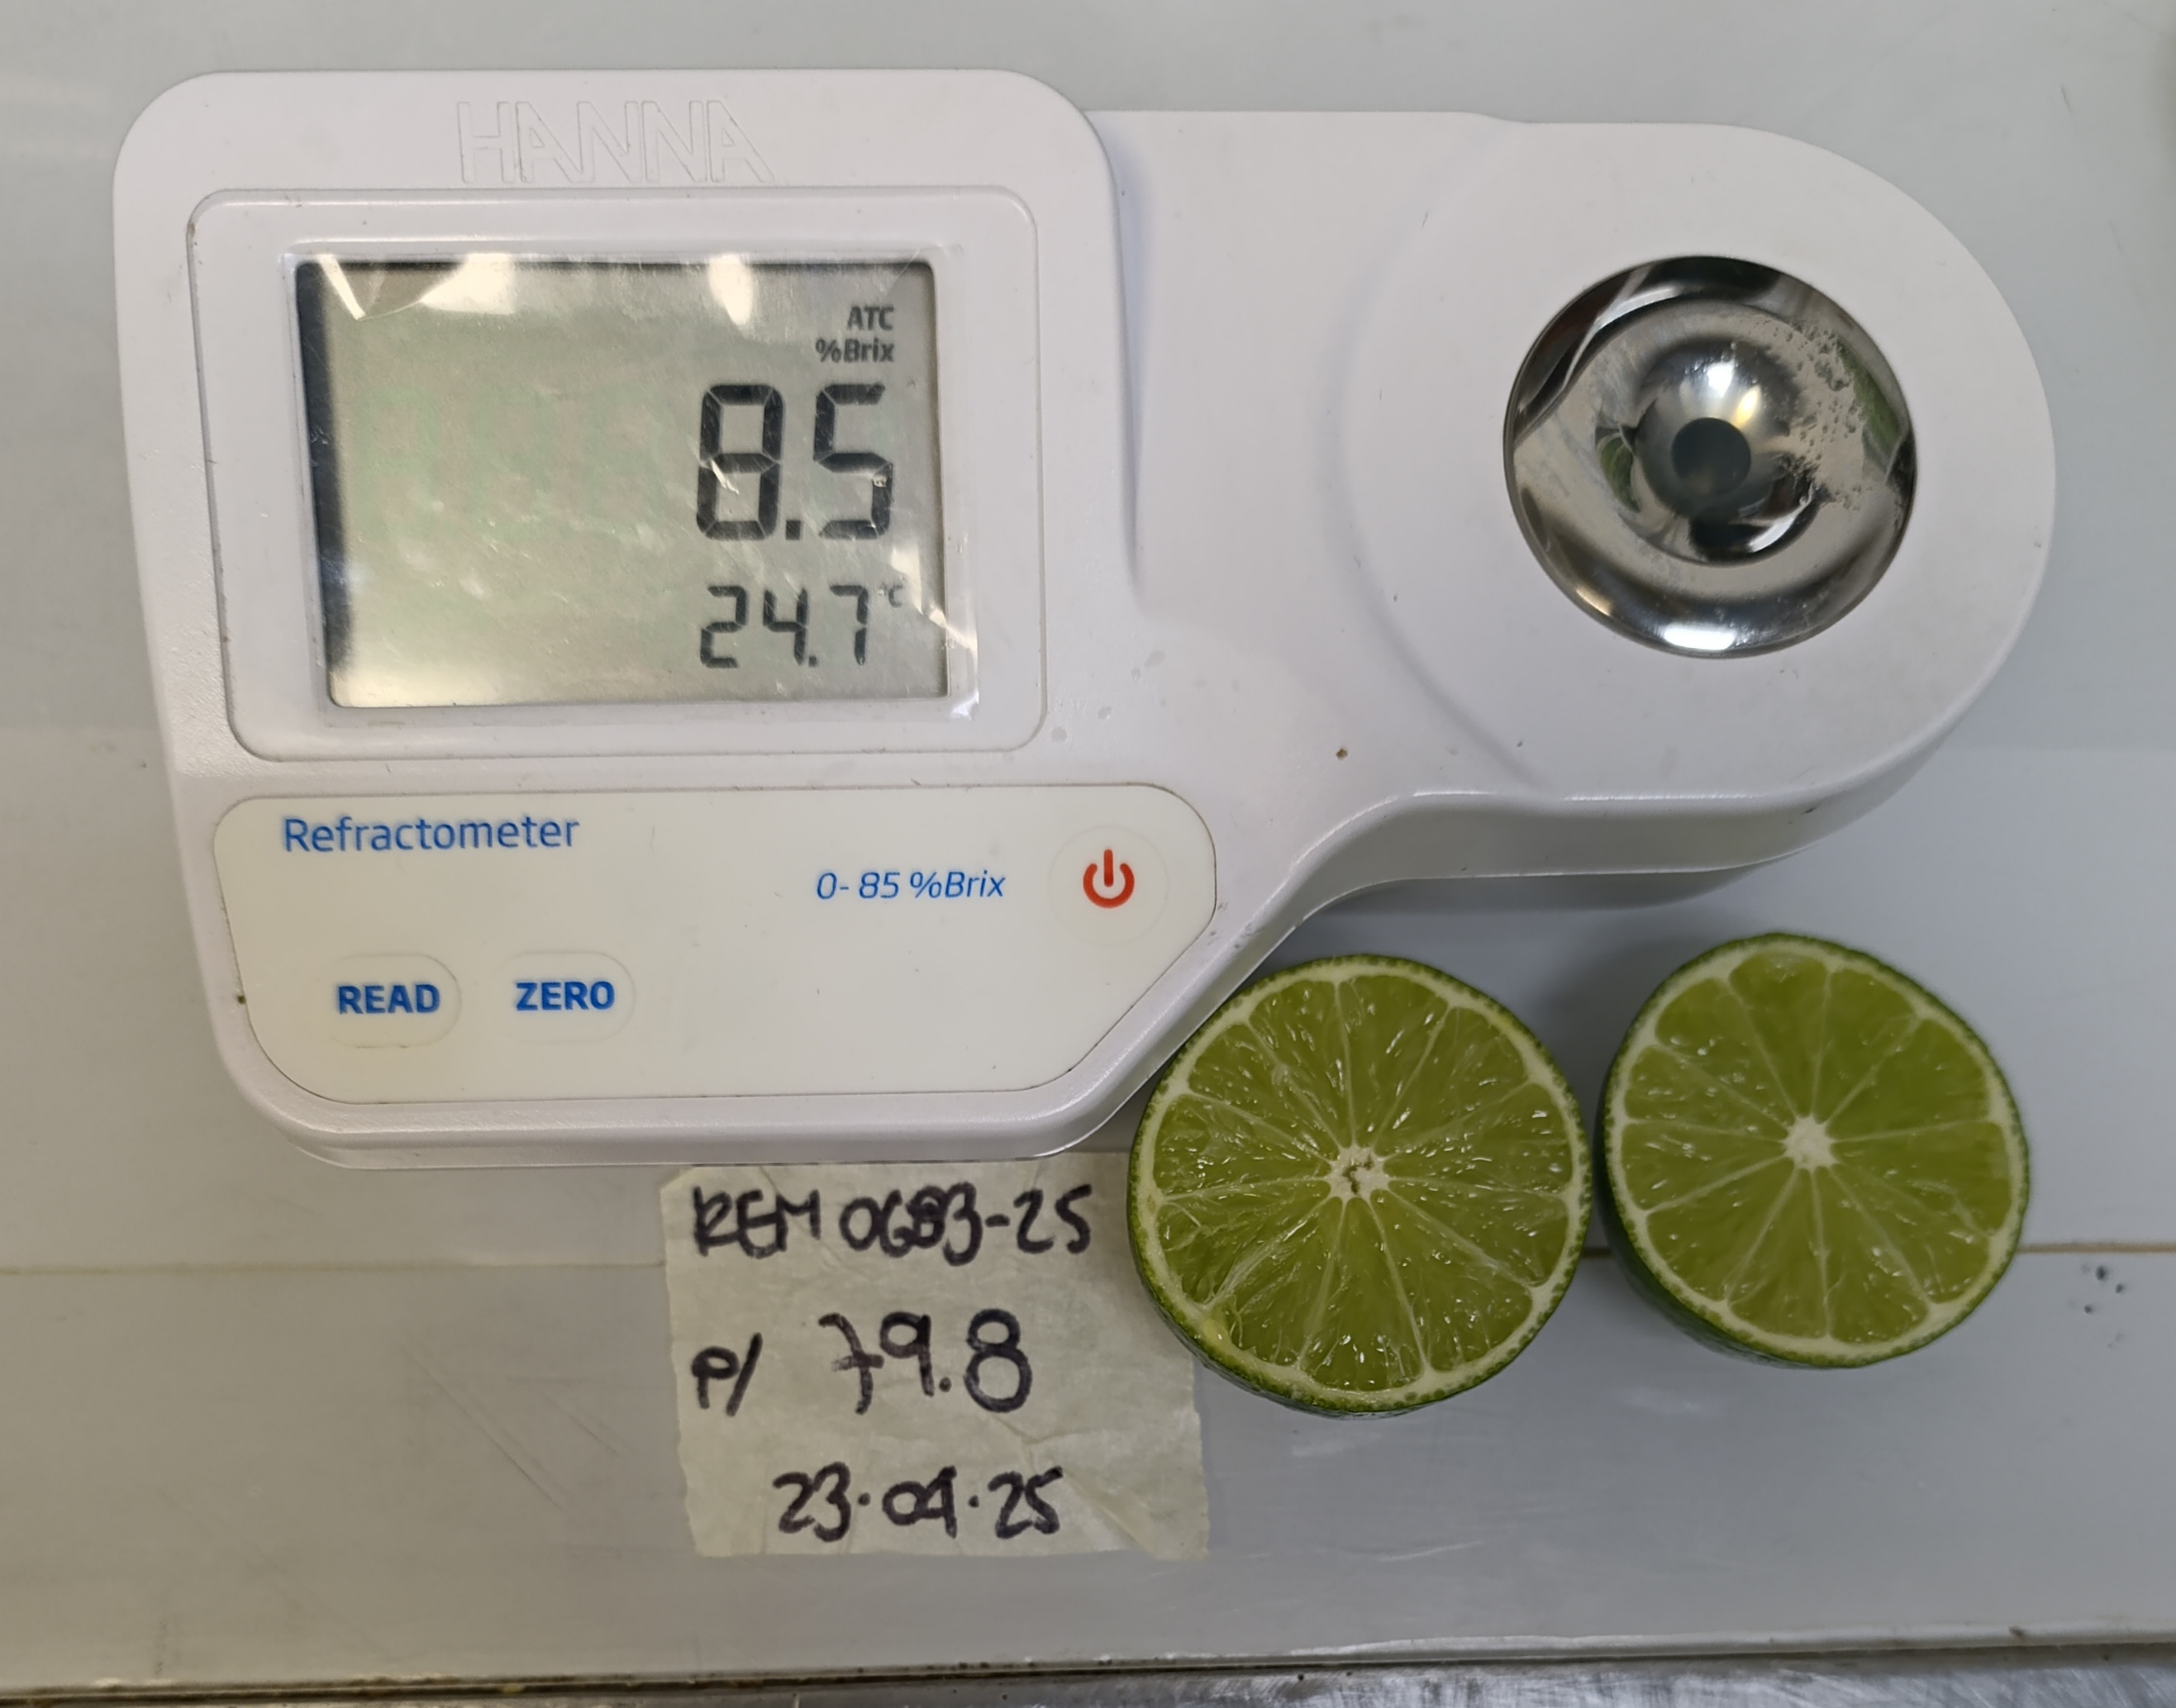 HANNA
ATC
%Brix
8.5
24.7°C
Refractometer
0-85 %Brix
READ ZERO
REM 0683-25
P/ 79.8
23.04.25